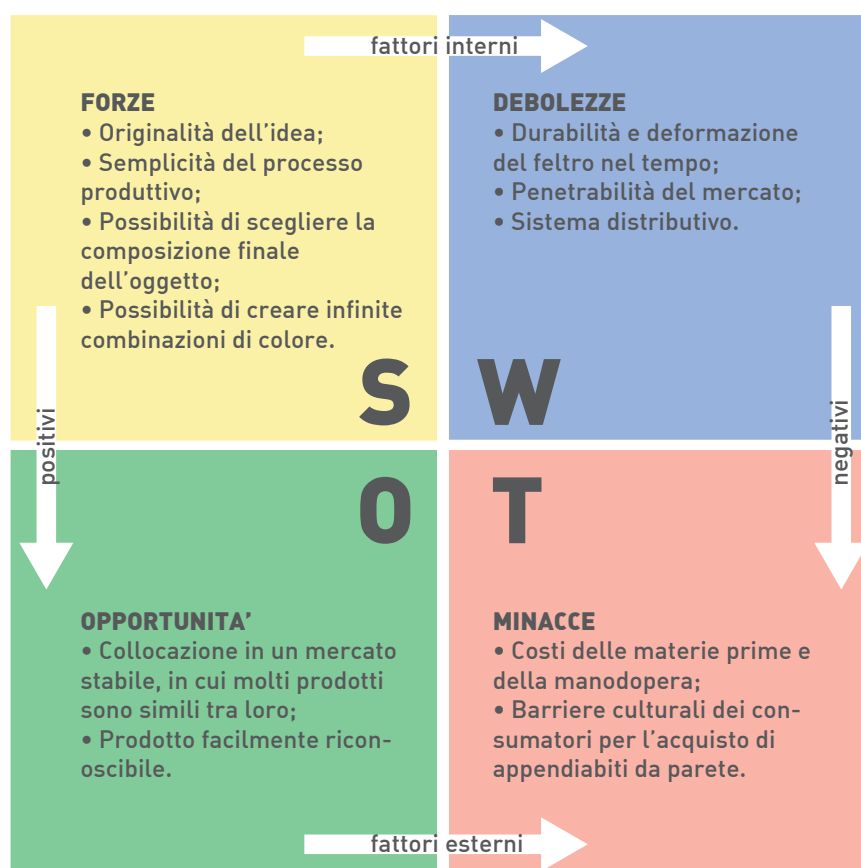 fattori interni
FORZE
• Originalità dell'idea;
• Semplicità del processo
produttivo;
• Possibilità di scegliere la
composizione finale
dell'oggetto;
• Possibilità di creare infinite
combinazioni di colore.
S
DEBOLEZZE
• Durabilità e deformazione
del feltro nel tempo;
• Penetrabilità del mercato;
• Sistema distributivo.
W
positivi
negativi
O
OPPORTUNITA'
• Collocazione in un mercato
stabile, in cui molti prodotti
sono simili tra loro;
• Prodotto facilmente ricon-
oscibile.
T
MINACCE
• Costi delle materie prime e
della manodopera;
• Barriere culturali dei con-
sumatori per l'acquisto di
appendiabiti da parete.
fattori esterni